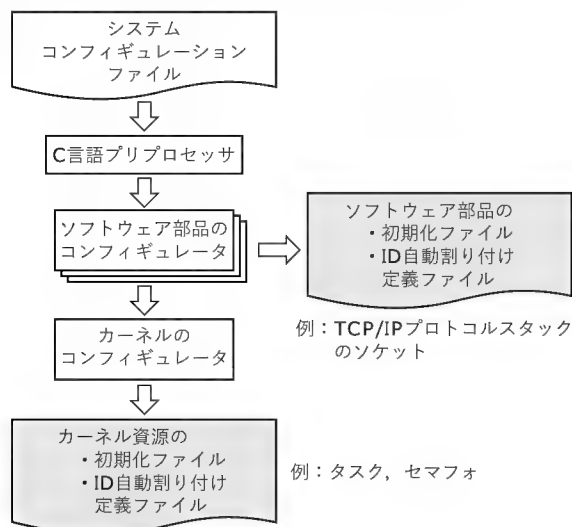 システム
コンフィギュレーション
ファイル
C言語プリプロセッサ
ソフトウェア部品の
コンフィギュレータ
ソフトウェア部品の
・初期化ファイル
・ID自動割り付け
定義ファイル
例：TCP/IPプロトコルスタック
のソケット
カーネルの
コンフィギュレータ
カーネル資源の
・初期化ファイル
・ID自動割り付け
定義ファイル
例：タスク，セマフォ